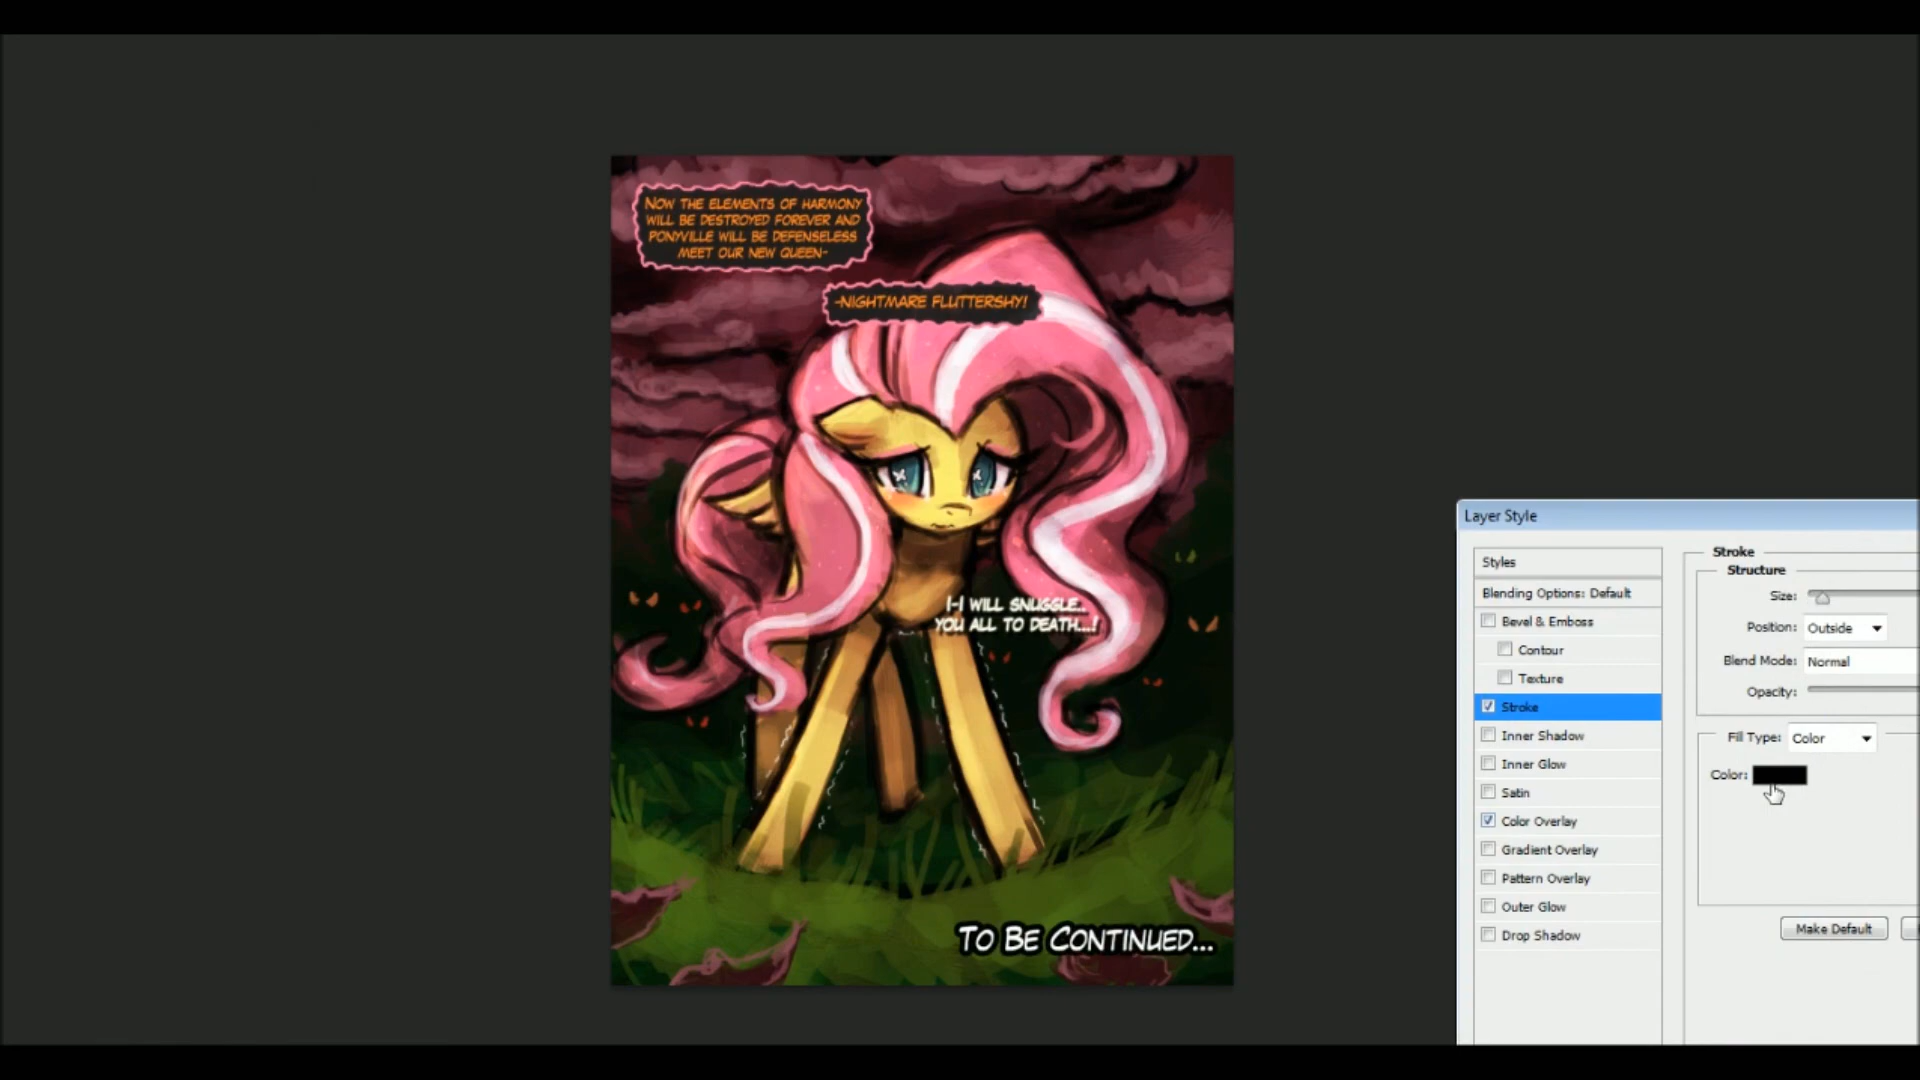 NOW THE ELEMENTS OF HARMONY
WILL BE DESTROYED FOREVER AND
PONYVILLE WILL BE DEFENSELESS
MEET OUR NEW QUEEN-
-NIGHTMARE FLUTTERSHY!
I-I WILL SNUGGLE..
YOU ALL TO DEATH...!
TO BE CONTINUED...
Layer Style
Styles
Blending Options: Default
Bevel & Emboss
Contour
Texture
Stroke
Inner Shadow
Inner Glow
Satin
Color Overlay
Gradient Overlay
Pattern Overlay
Outer Glow
Drop Shadow
Stroke
Structure
Size:
Position: Outside
Blend Mode: Normal
Opacity:
Fill Type: Color
Color:
Make Default